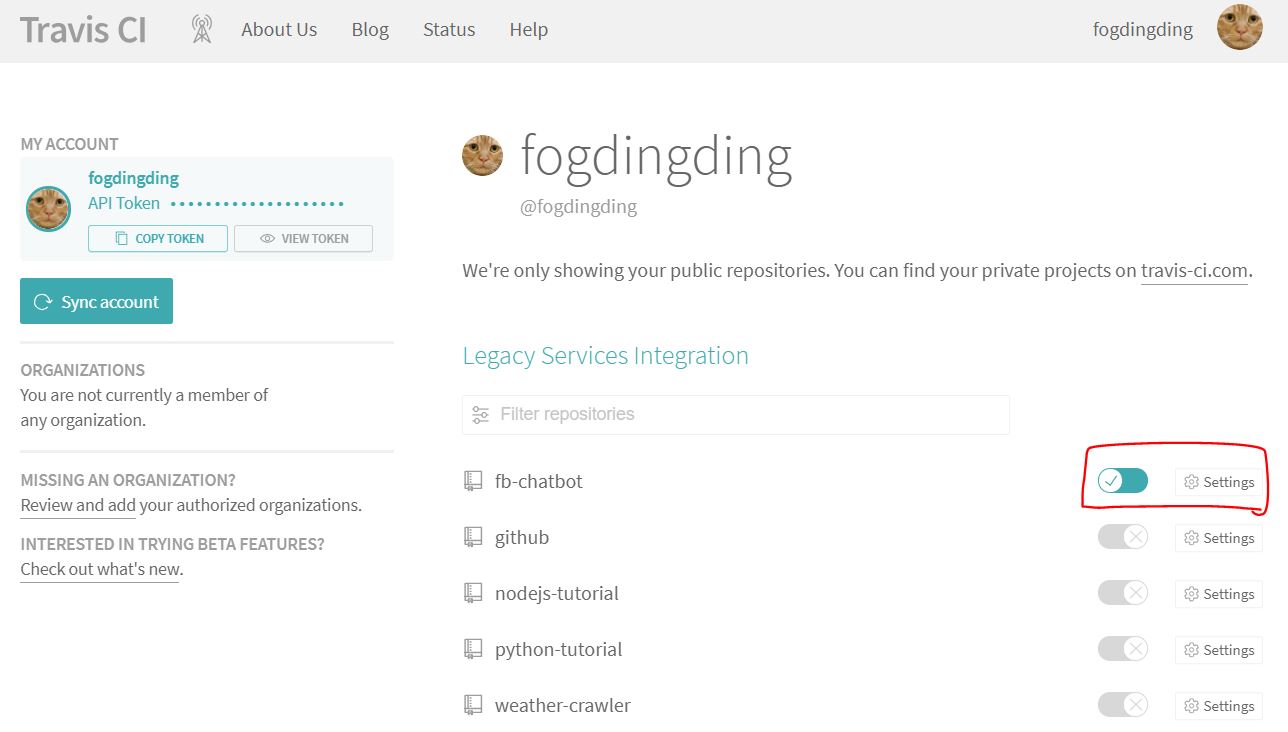 Travis CI
About Us
Blog
Status
Help
fogdingding
MY ACCOUNT
fogdingding
API Token ••••••••••••••••••••
COPY TOKEN
VIEW TOKEN
Sync account
ORGANIZATIONS
You are not currently a member of
any organization.
MISSING AN ORGANIZATION?
Review and add your authorized organizations.
INTERESTED IN TRYING BETA FEATURES?
Check out what's new.
fogdingding
@fogdingding
We're only showing your public repositories. You can find your private projects on travis-ci.com.
Legacy Services Integration
Filter repositories
fb-chatbot
Settings
github
Settings
nodejs-tutorial
Settings
python-tutorial
Settings
weather-crawler
Settings